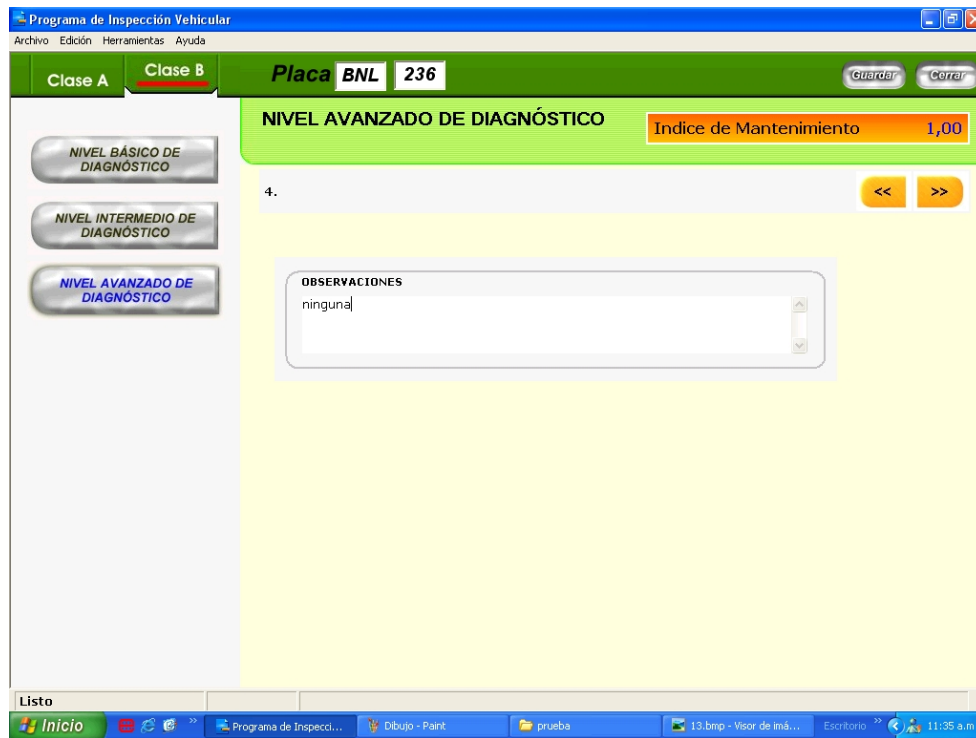 Programa de Inspección Vehicular
Archivo Edición Herramientas Ayuda
Clase A
Clase B
Placa BNL 236
Guardar
Cerrar
NIVEL AVANZADO DE DIAGNÓSTICO
Indice de Mantenimiento 1,00
NIVEL BÁSICO DE
DIAGNÓSTICO
NIVEL INTERMEDIO DE
DIAGNÓSTICO
NIVEL AVANZADO DE
DIAGNÓSTICO
4.
<<
>>
OBSERVACIONES
ninguna
Listo
Inicio
»
Programa de Inspecci...
Dibujo - Paint
prueba
13.bmp - Visor de imá...
Escritorio »
11:35 a.m